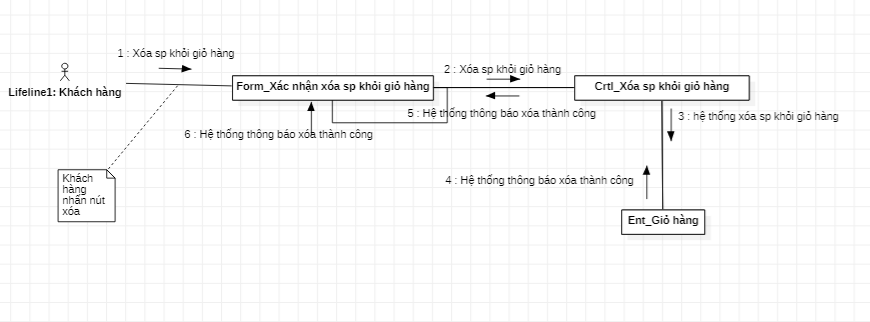 1 : Xóa sp khỏi giỏ hàng
2 : Xóa sp khỏi giỏ hàng
Lifeline1: Khách hàng
Form_Xác nhận xóa sp khỏi giỏ hàng
Crtl_Xóa sp khỏi giỏ hàng
5 : Hệ thống thông báo xóa thành công
3 : hệ thống xóa sp khỏi giỏ hàng
6 : Hệ thống thông báo xóa thành công
Khách
hàng
nhấn nút
xóa
4 : Hệ thống thông báo xóa thành công
Ent_Giỏ hàng